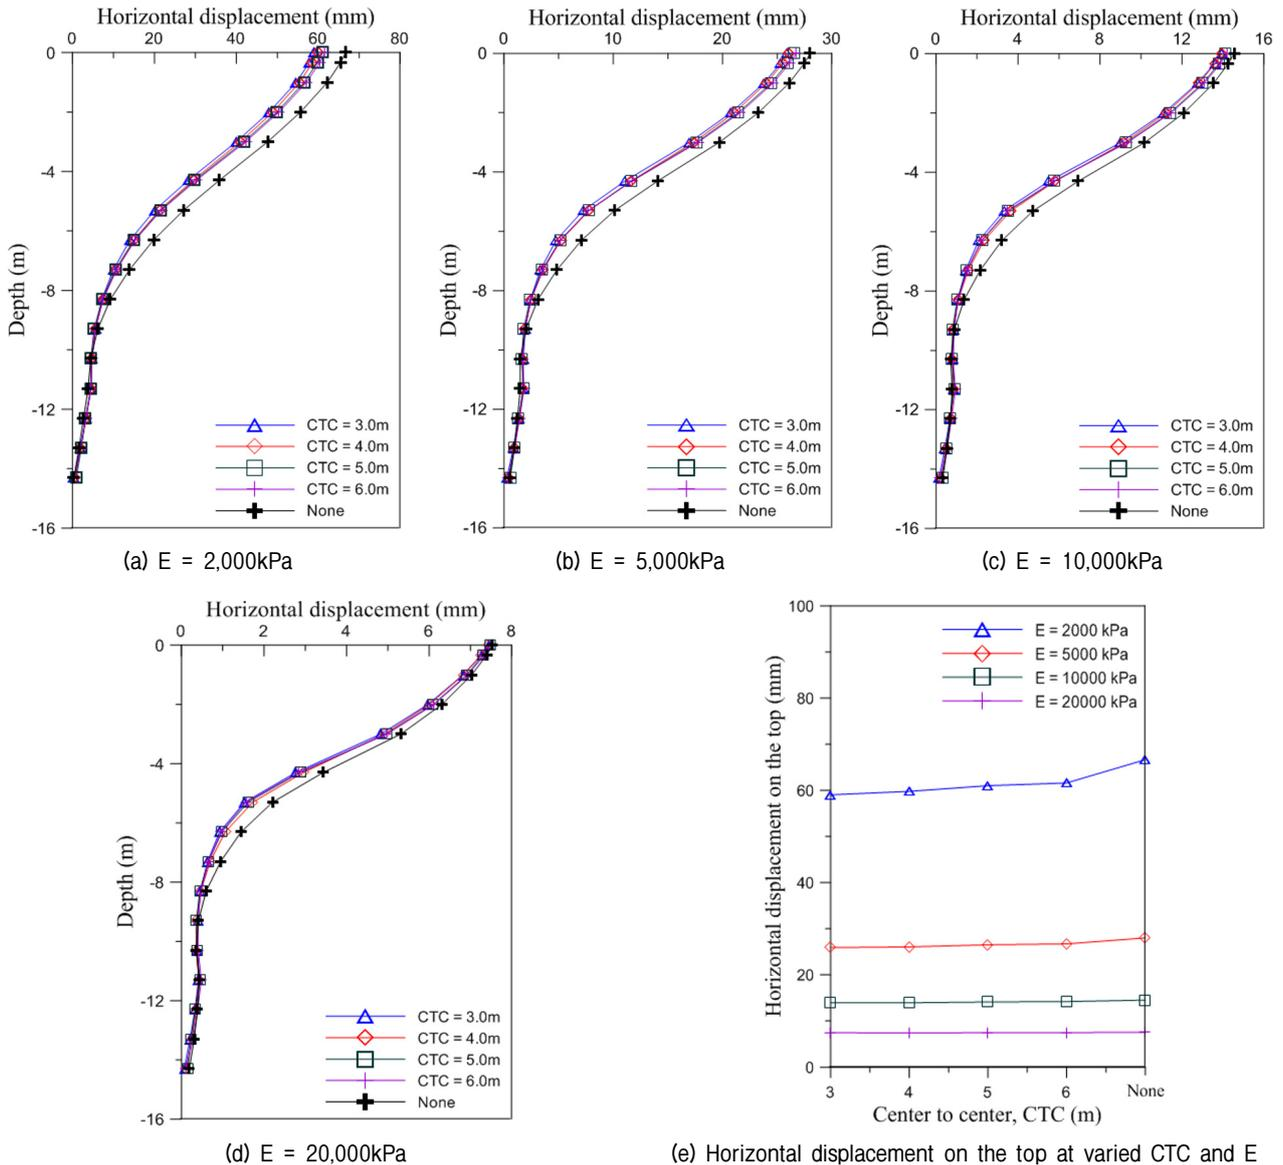 Horizontal displacement (mm)
0 20 40 60 80
0
-4
-8
-12
-16
Depth (m)
CTC = 3.0m
CTC = 4.0m
CTC = 5.0m
CTC = 6.0m
None
(a) E = 2,000kPa
Horizontal displacement (mm)
0 10 20 30
0
-4
-8
-12
-16
Depth (m)
CTC = 3.0m
CTC = 4.0m
CTC = 5.0m
CTC = 6.0m
None
(b) E = 5,000kPa
Horizontal displacement (mm)
0 4 8 12 16
0
-4
-8
-12
-16
Depth (m)
CTC = 3.0m
CTC = 4.0m
CTC = 5.0m
CTC = 6.0m
None
(c) E = 10,000kPa
Horizontal displacement (mm)
0 2 4 6 8
0
-4
-8
-12
-16
Depth (m)
CTC = 3.0m
CTC = 4.0m
CTC = 5.0m
CTC = 6.0m
None
(d) E = 20,000kPa
100
80
60
40
20
0
Horizontal displacement on the top (mm)
E = 2000 kPa
E = 5000 kPa
E = 10000 kPa
E = 20000 kPa
3 4 5 6 None
Center to center, CTC (m)
(e) Horizontal displacement on the top at varied CTC and E